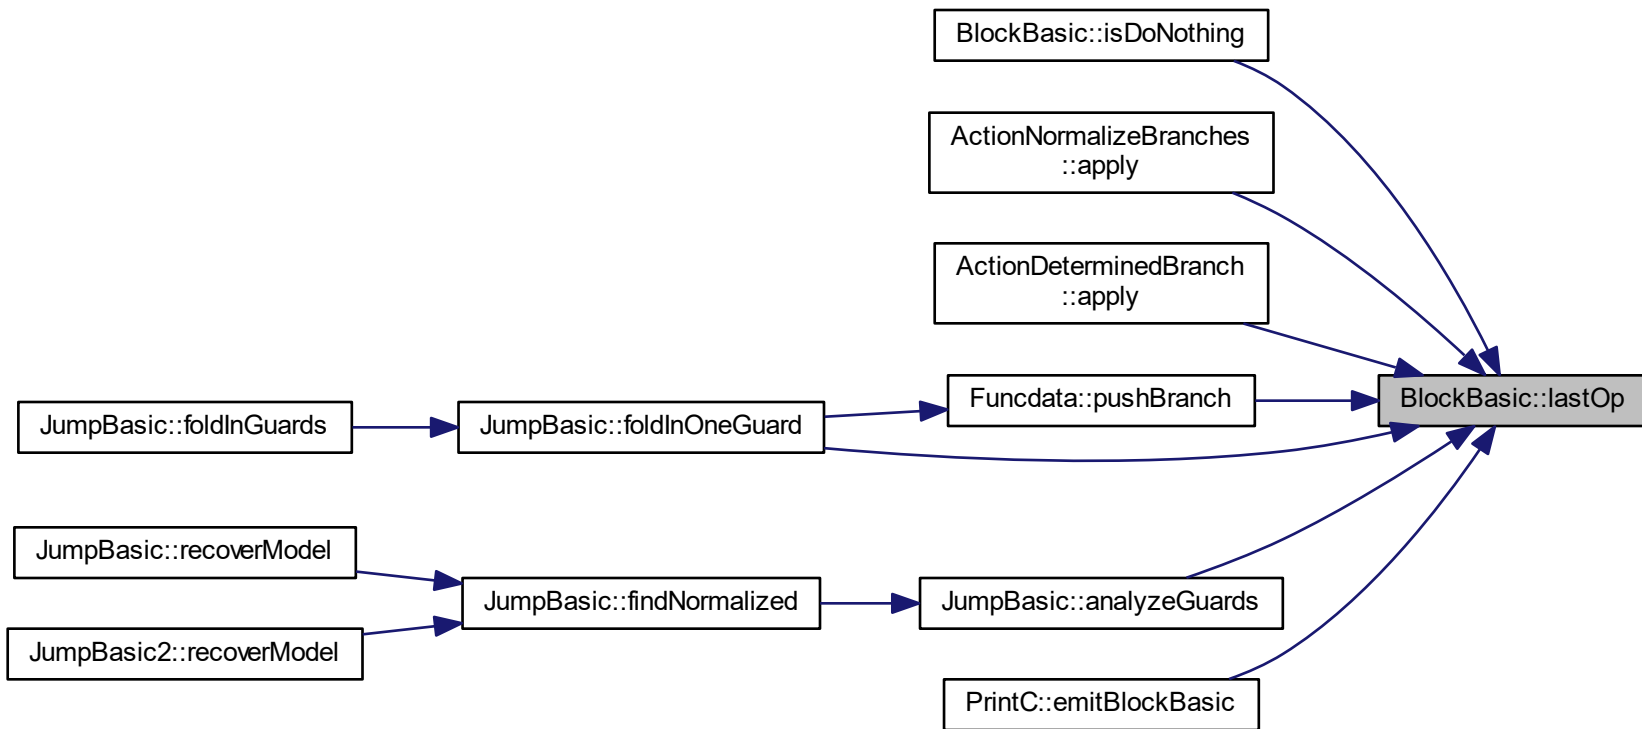 BlockBasic::isDoNothing
ActionNormalizeBranches
::apply
ActionDeterminedBranch
::apply
Funcdata::pushBranch
BlockBasic::lastOp
JumpBasic::foldInGuards
JumpBasic::foldInOneGuard
JumpBasic::recoverModel
JumpBasic::findNormalized
JumpBasic::analyzeGuards
JumpBasic2::recoverModel
PrintC::emitBlockBasic